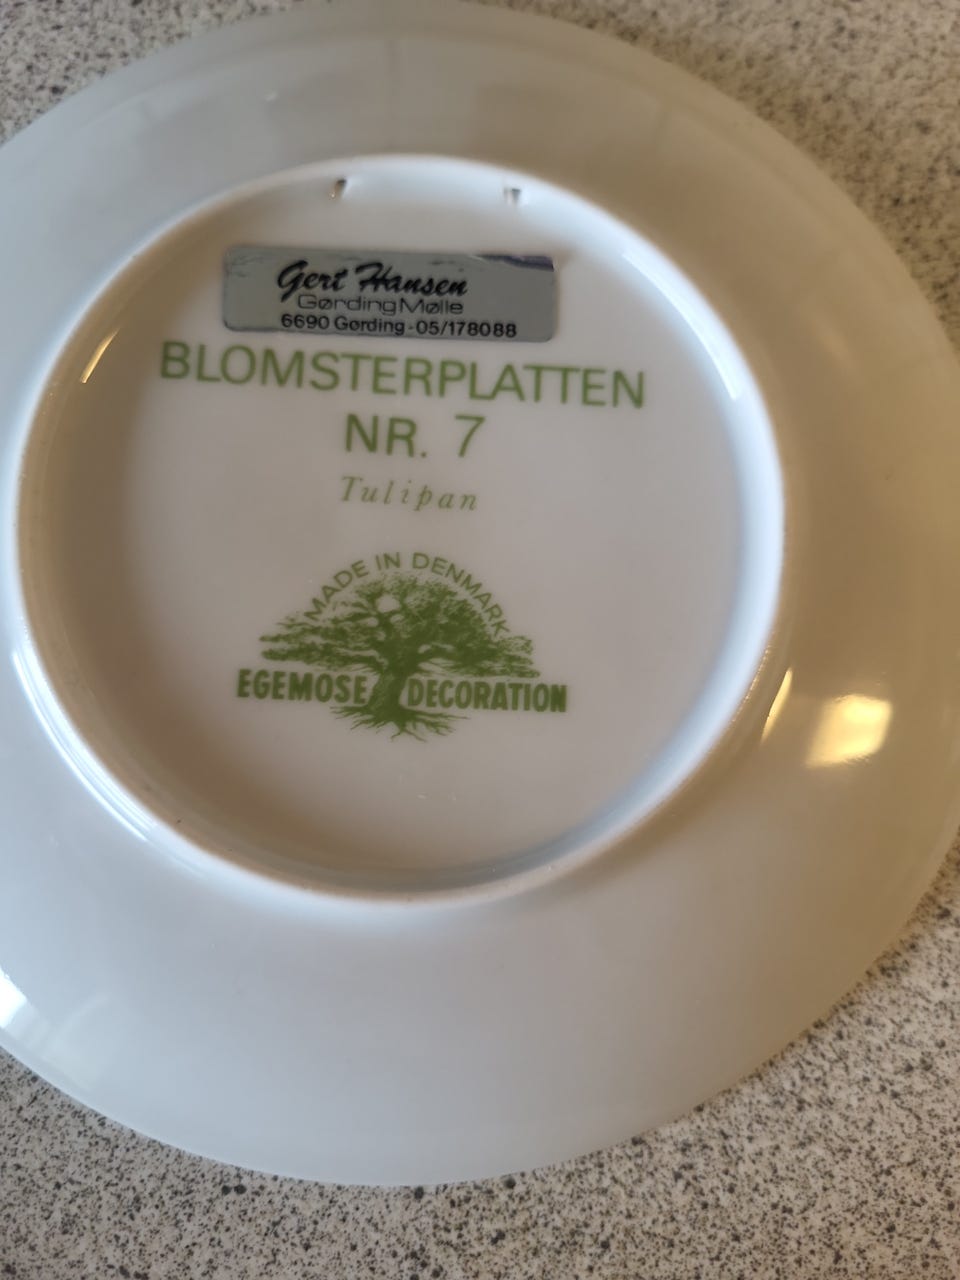 Gert Hansen
Gørding Mølle
6690 Gørding - 05/178088
BLOMSTERPLATTEN
NR. 7
Tulipan
MADE IN DENMARK
EGEMOSE DECORATION